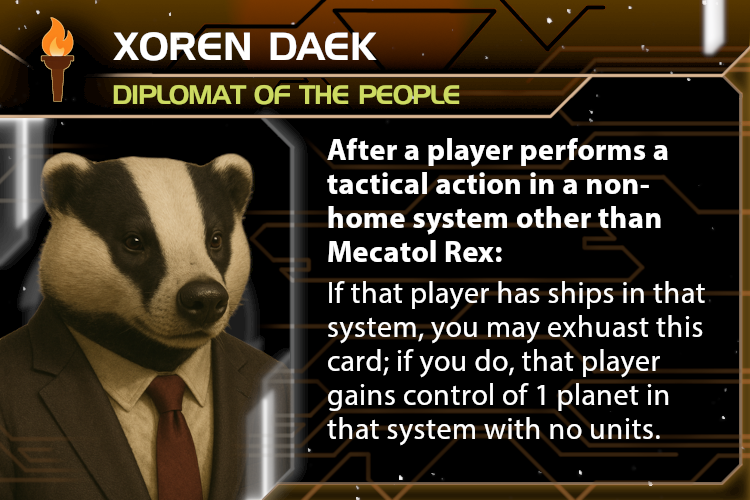 XOREN DAEK
DIPLOMAT OF THE PEOPLE
After a player performs a
tactical action in a non-
home system other than
Mecatol Rex:
If that player has ships in that
system, you may exhuast this
card; if you do, that player
gains control of 1 planet in
that system with no units.